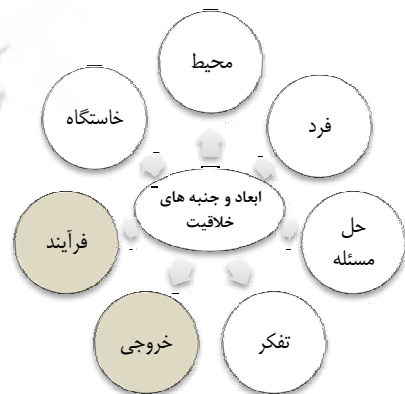 محیط
فرد
خاستگاه
ابعاد و جنبه های
خلاقیت
حل
مسئله
فرآیند
تفکر
خروجی